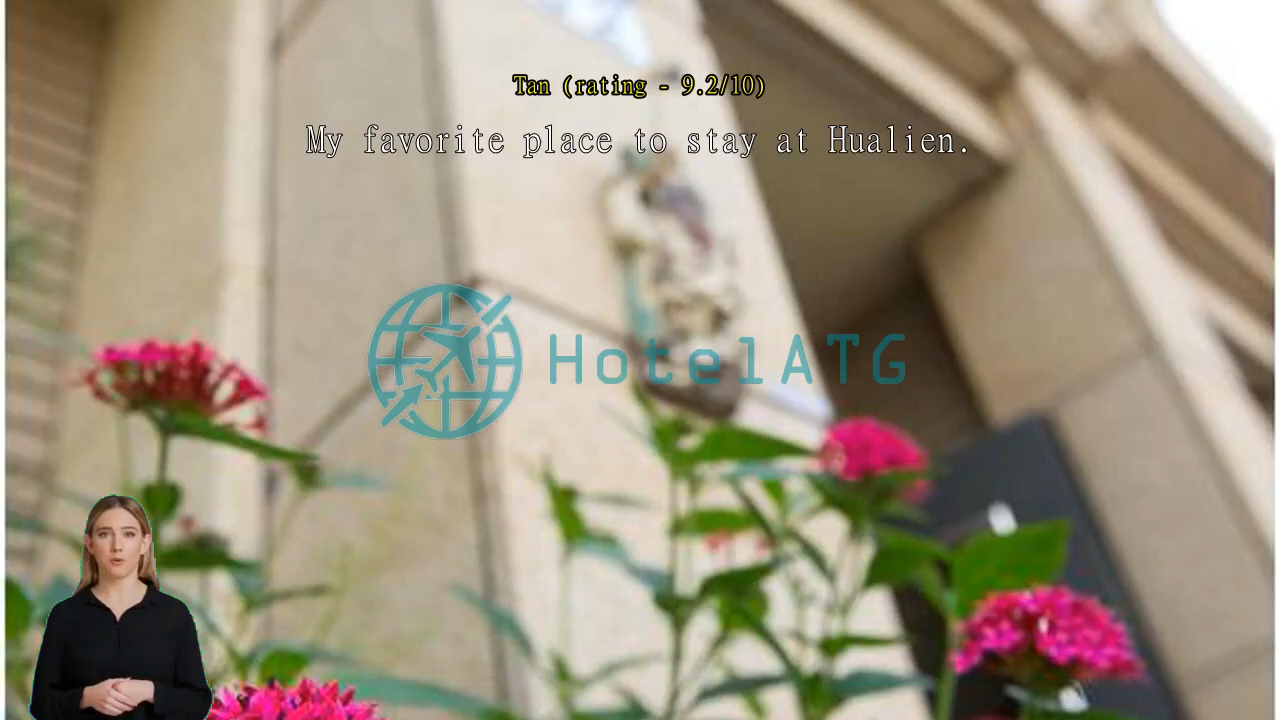 Tan (rating - 9.2/10)
My favorite place to stay at Hualien.
HotelATG